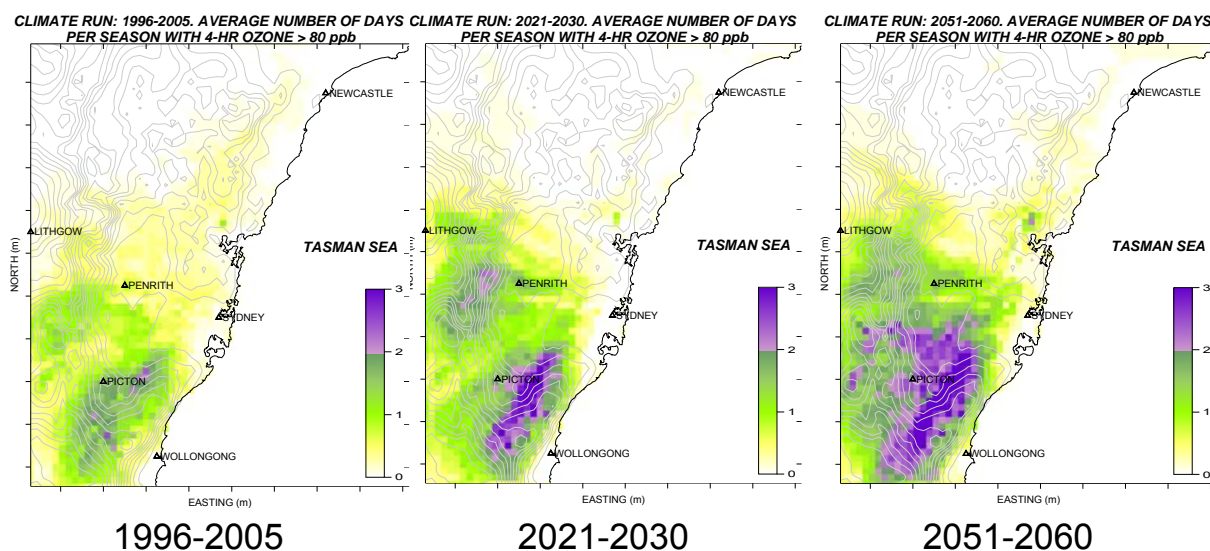 CLIMATE RUN: 1996-2005. AVERAGE NUMBER OF DAYS
PER SEASON WITH 4-HR OZONE > 80 ppb
NEWCASTLE
LITHGOW
TASMAN SEA
NORTH (m)
PENRITH
3
SYDNEY
2
PICTON
1
WOLLONGONG
0
EASTING (m)
1996-2005
CLIMATE RUN: 2021-2030. AVERAGE NUMBER OF DAYS
PER SEASON WITH 4-HR OZONE > 80 ppb
NEWCASTLE
LITHGOW
TASMAN SEA
NORTH (m)
PENRITH
3
SYDNEY
2
PICTON
1
WOLLONGONG
0
EASTING (m)
2021-2030
CLIMATE RUN: 2051-2060. AVERAGE NUMBER OF DAYS
PER SEASON WITH 4-HR OZONE > 80 ppb
NEWCASTLE
LITHGOW
TASMAN SEA
NORTH (m)
PENRITH
3
SYDNEY
2
PICTON
1
WOLLONGONG
0
EASTING (m)
2051-2060